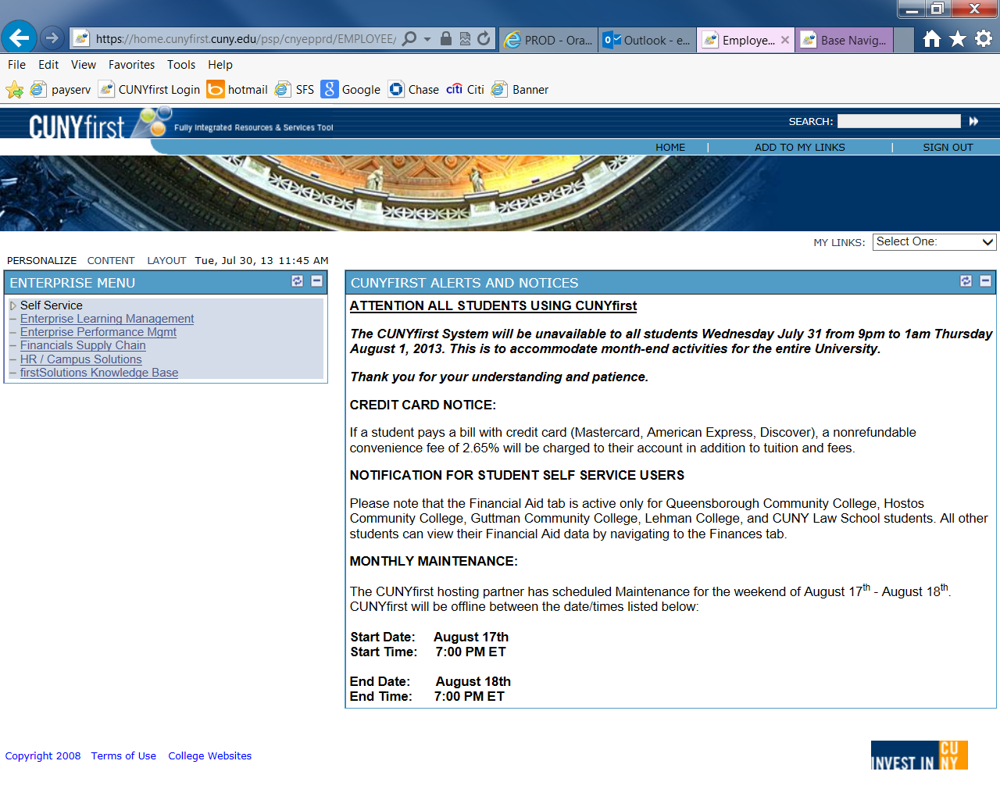 https://home.cunyfirst.cuny.edu/psp/cnyepprd/EMPLOYEE/
PROD - Ora...
Outlook - e...
Employe...
Base Navig...
File Edit View Favorites Tools Help
payserv CUNYfirst Login hotmail SFS Google Chase citi Citi Banner
CUNYfirst Fully Integrated Resources & Services Tool
SEARCH:
HOME | ADD TO MY LINKS | SIGN OUT
MY LINKS: Select One:
PERSONALIZE CONTENT LAYOUT Tue, Jul 30, 13 11:45 AM
ENTERPRISE MENU
Self Service
Enterprise Learning Management
Enterprise Performance Mgmt
Financials Supply Chain
HR / Campus Solutions
firstSolutions Knowledge Base
CUNYFIRST ALERTS AND NOTICES
ATTENTION ALL STUDENTS USING CUNYfirst
The CUNYfirst System will be unavailable to all students Wednesday July 31 from 9pm to 1am Thursday
August 1, 2013. This is to accommodate month-end activities for the entire University.
Thank you for your understanding and patience.
CREDIT CARD NOTICE:
If a student pays a bill with credit card (Mastercard, American Express, Discover), a nonrefundable
convenience fee of 2.65% will be charged to their account in addition to tuition and fees.
NOTIFICATION FOR STUDENT SELF SERVICE USERS
Please note that the Financial Aid tab is active only for Queensborough Community College, Hostos
Community College, Guttman Community College, Lehman College, and CUNY Law School students. All other
students can view their Financial Aid data by navigating to the Finances tab.
MONTHLY MAINTENANCE:
The CUNYfirst hosting partner has scheduled Maintenance for the weekend of August 17th - August 18th.
CUNYfirst will be offline between the date/times listed below:
Start Date: August 17th
Start Time: 7:00 PM ET
End Date: August 18th
End Time: 7:00 PM ET
Copyright 2008 Terms of Use College Websites
INVEST IN CUNY